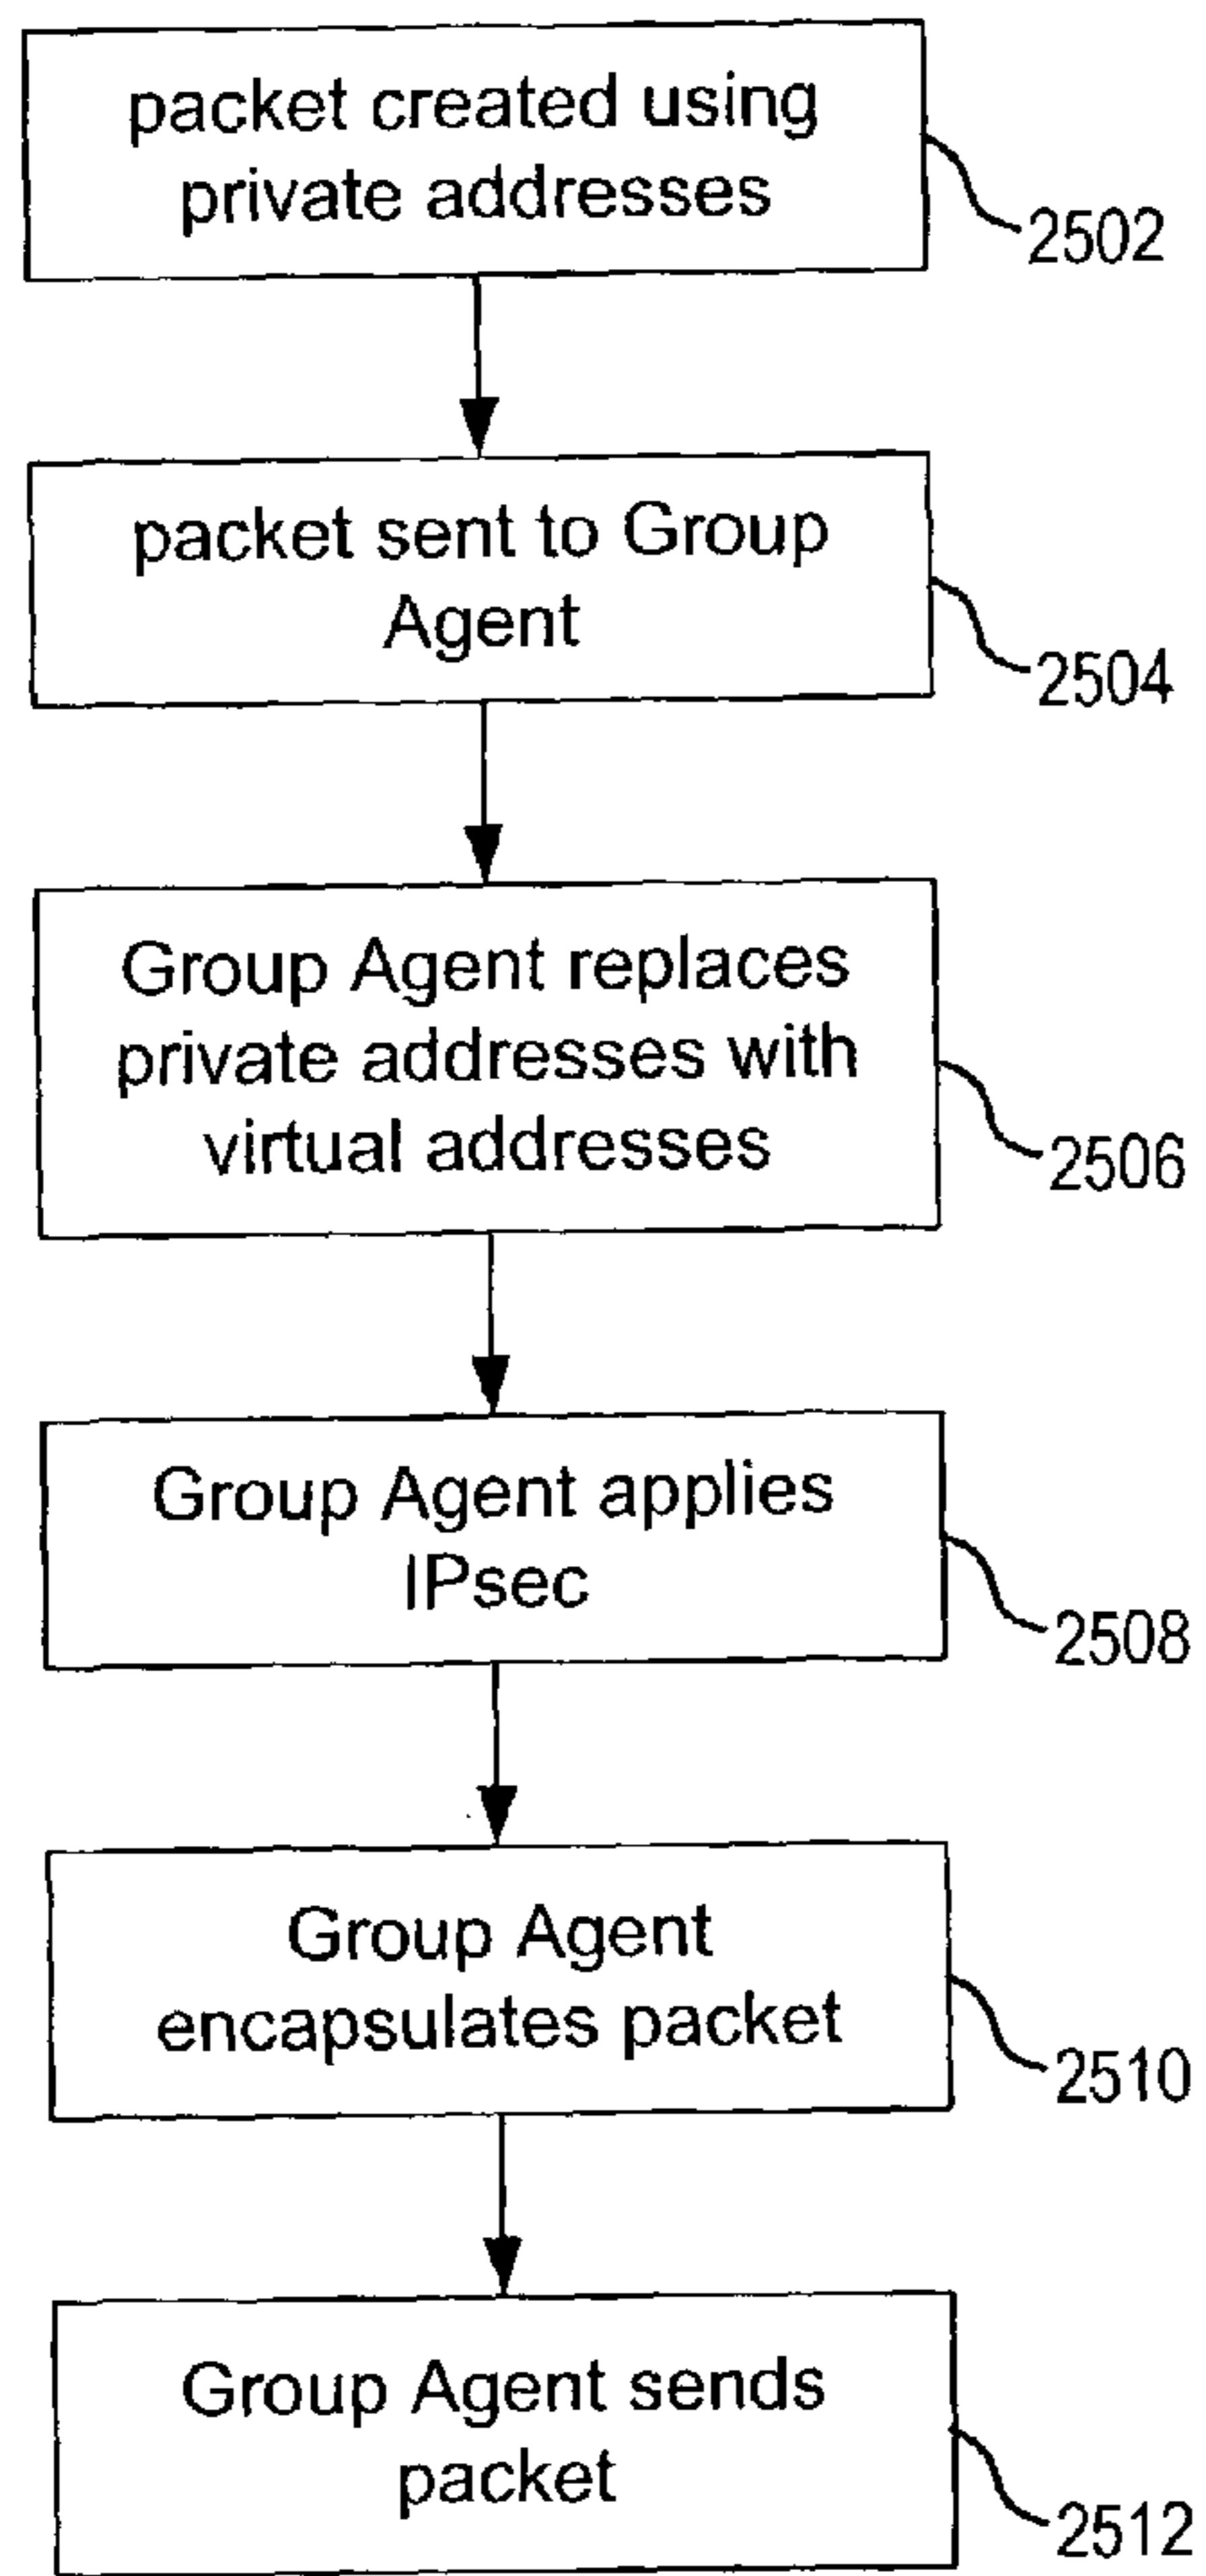 packet created using
private addresses
2502
packet sent to Group
Agent
2504
Group Agent replaces
private addresses with
virtual addresses
2506
Group Agent applies
IPsec
2508
Group Agent
encapsulates packet
2510
Group Agent sends
packet
2512